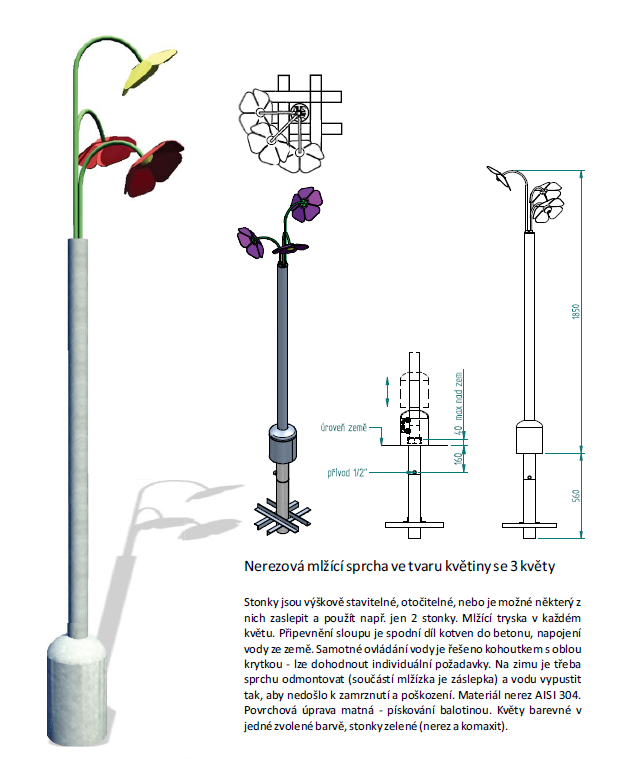 1850
úroveň země
40 max nad zem
160
přívod 1/2"
560
Nerezová mlžící sprcha ve tvaru květiny se 3 květy
Stonky jsou výškově stavitelné, otočitelné, nebo je možné některý z
nich zaslepit a použít např. jen 2 stonky. Mlžící tryska v každém
květu. Připevnění sloupu je spodní díl kotven do betonu, napojení
vody ze země. Samotné ovládání vody je řešeno kohoutkem s oblou
krytkou - lze dohodnout individuální požadavky. Na zimu je třeba
sprchu odmontovat (součástí mlžízka je záslepka) a vodu vypustit
tak, aby nedošlo k zamrznutí a poškození. Materiál nerez AISI 304.
Povrchová úprava matná - pískování balotinou. Květy barevné v
jedné zvolené barvě, stonky zelené (nerez a komaxit).